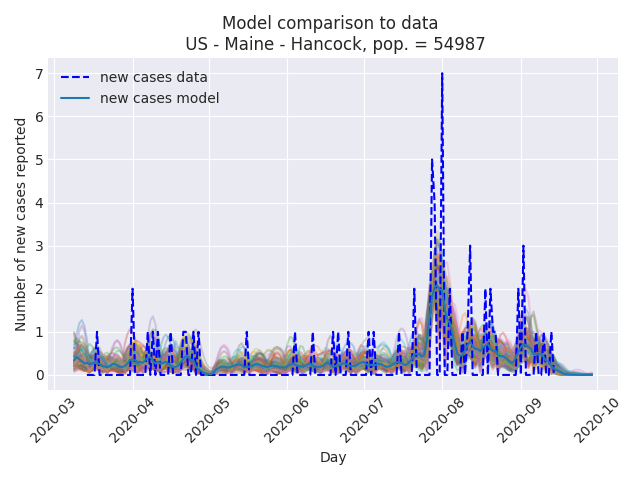 Model comparison to data
US - Maine - Hancock, pop. = 54987
new cases data
new cases model
Number of new cases reported
7
6
5
4
3
2
1
0
2020-03
2020-04
2020-05
2020-06
2020-07
2020-08
2020-09
2020-10
Day